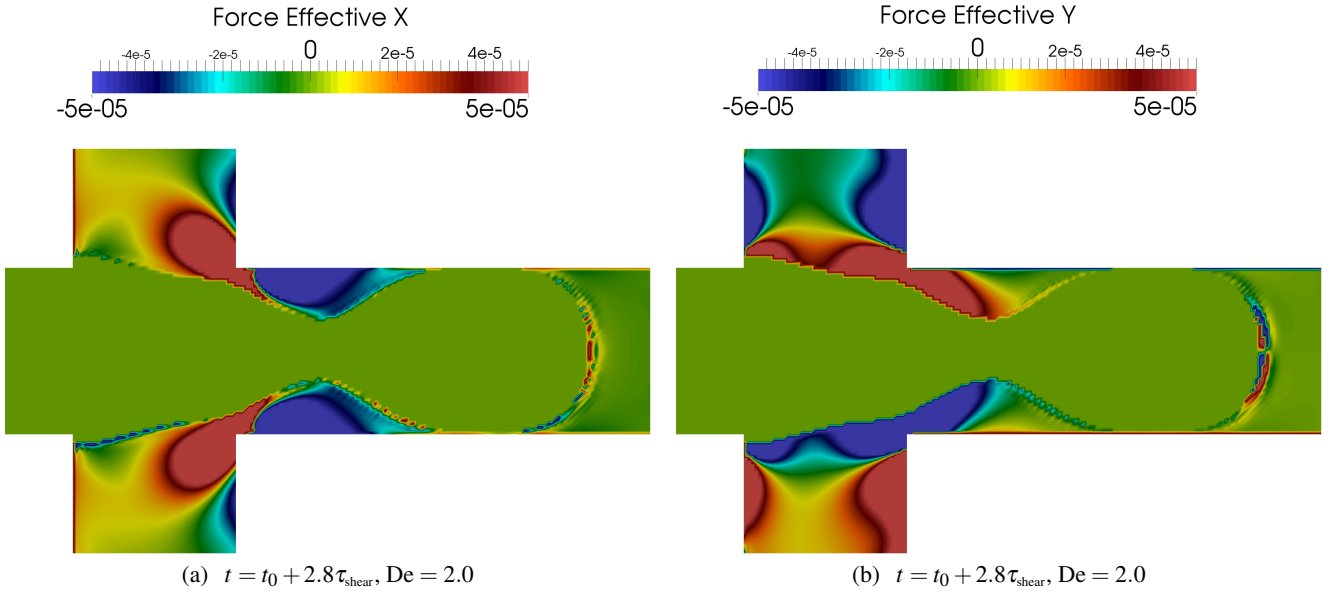 Force Effective X
-4e-5 -2e-5 0 2e-5 4e-5
-5e-05 5e-05
Force Effective Y
-4e-5 -2e-5 0 2e-5 4e-5
-5e-05 5e-05
(a) t = t₀ + 2.8τ_shear, De = 2.0
(b) t = t₀ + 2.8τ_shear, De = 2.0